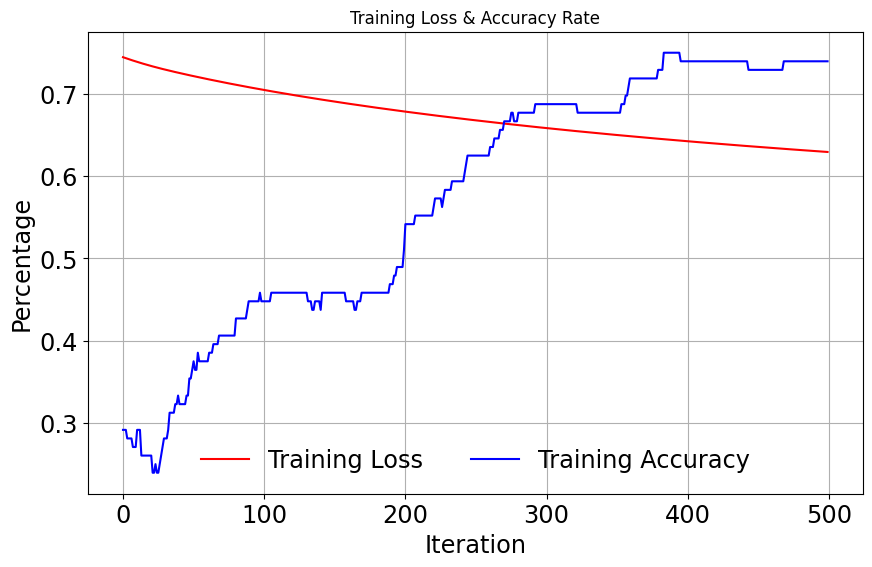 Training Loss & Accuracy Rate
Percentage
0.7
0.6
0.5
0.4
0.3
Training Loss Training Accuracy
0 100 200 300 400 500
Iteration